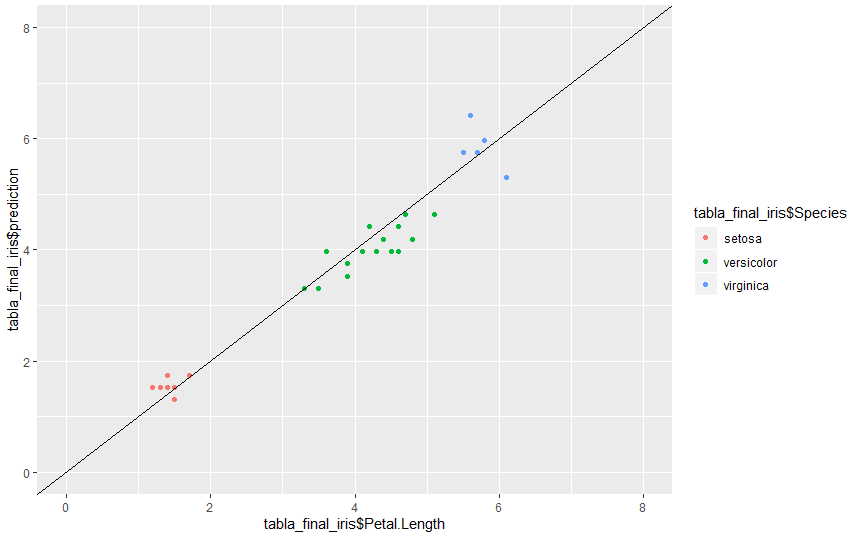 8
6
4
2
0
tabla_final_iris$prediction
0 2 4 6 8
tabla_final_iris$Petal.Length
tabla_final_iris$Species
setosa
versicolor
virginica